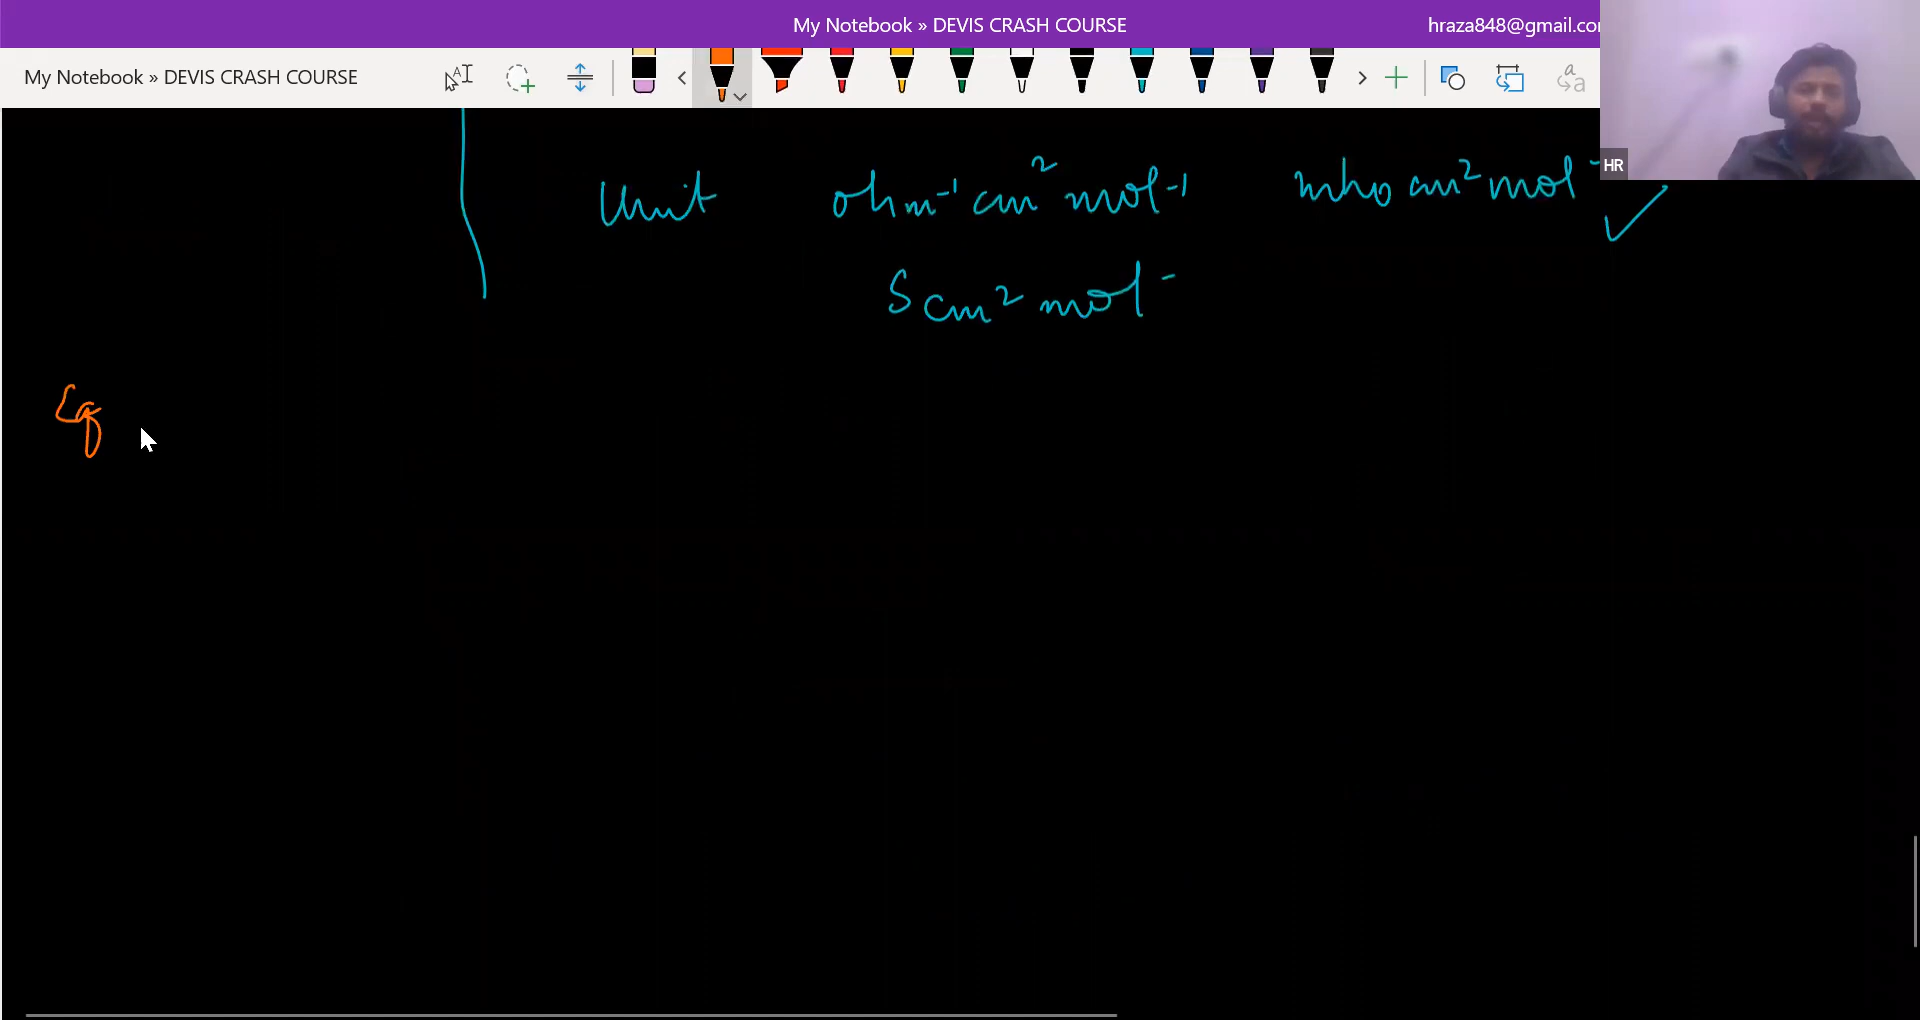 My Notebook » DEVIS CRASH COURSE
hraza848@gmail.co
My Notebook » DEVIS CRASH COURSE
HR
Unit ohm⁻¹ cm² mol⁻¹ mho cm² mol⁻
S cm² mol⁻
Eq